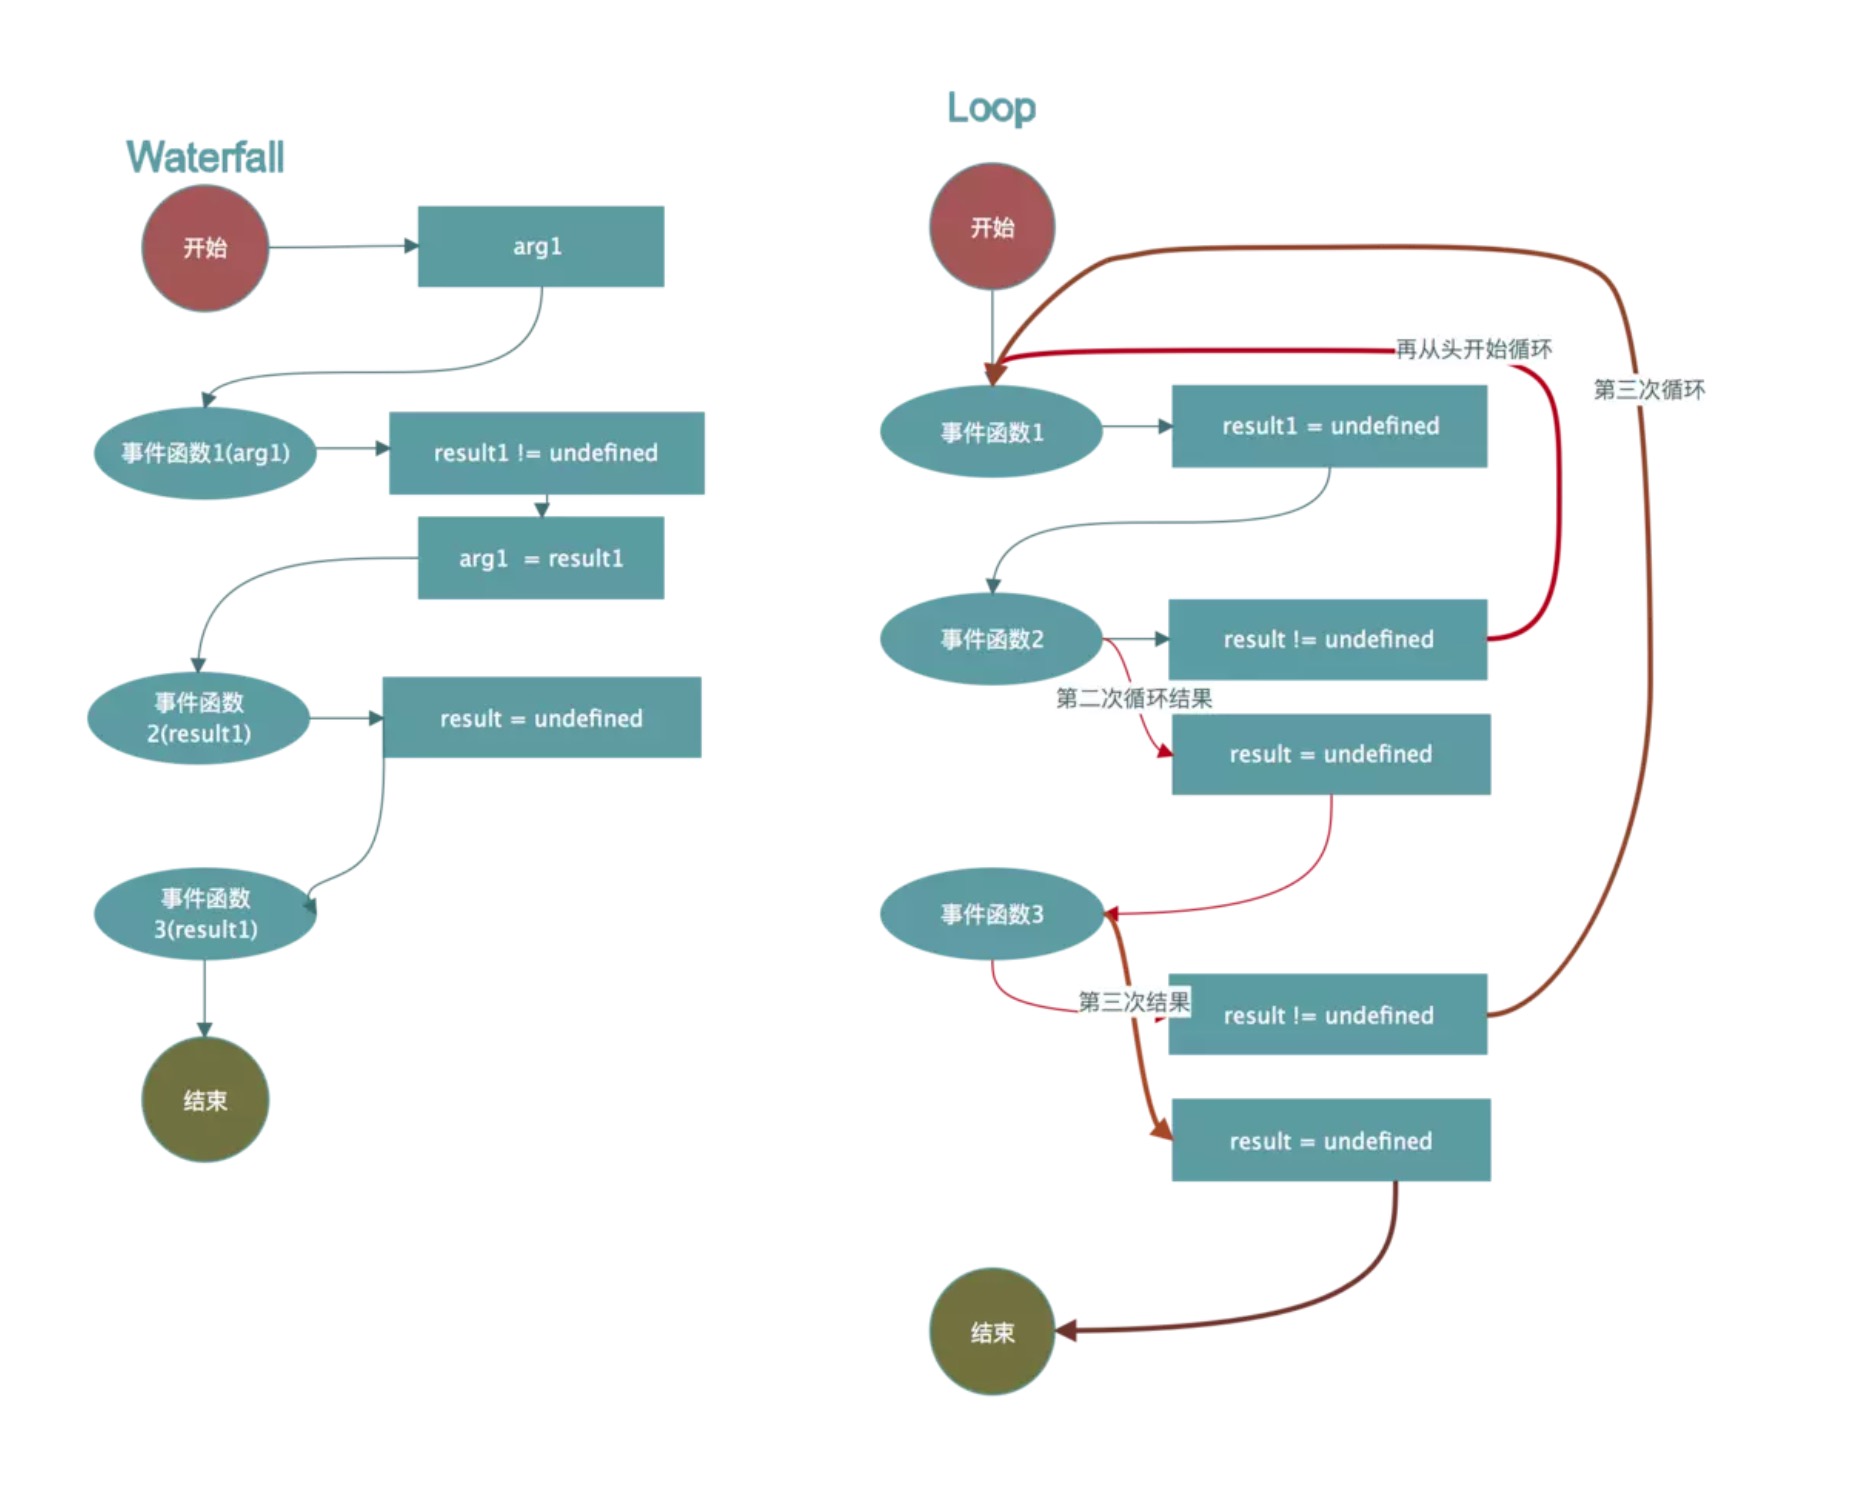 Waterfall
开始
arg1
事件函数1(arg1)
result1 != undefined
arg1 = result1
事件函数
2(result1)
result = undefined
事件函数
3(result1)
结束
Loop
开始
再从头开始循环
第三次循环
事件函数1
result1 = undefined
事件函数2
result != undefined
第二次循环结果
result = undefined
事件函数3
第三次结果
result != undefined
result = undefined
结束